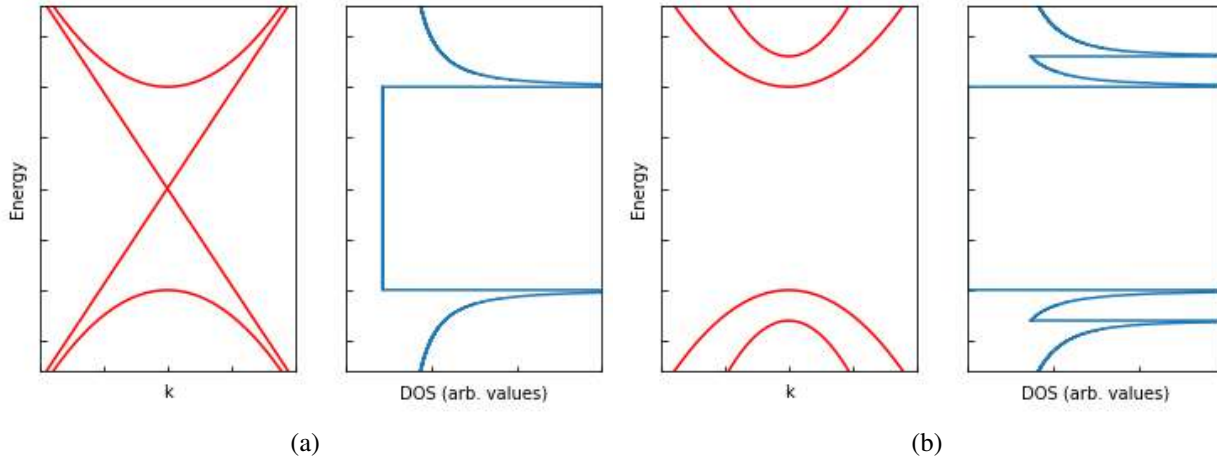 Energy
k
DOS (arb. values)
(a)
Energy
k
DOS (arb. values)
(b)